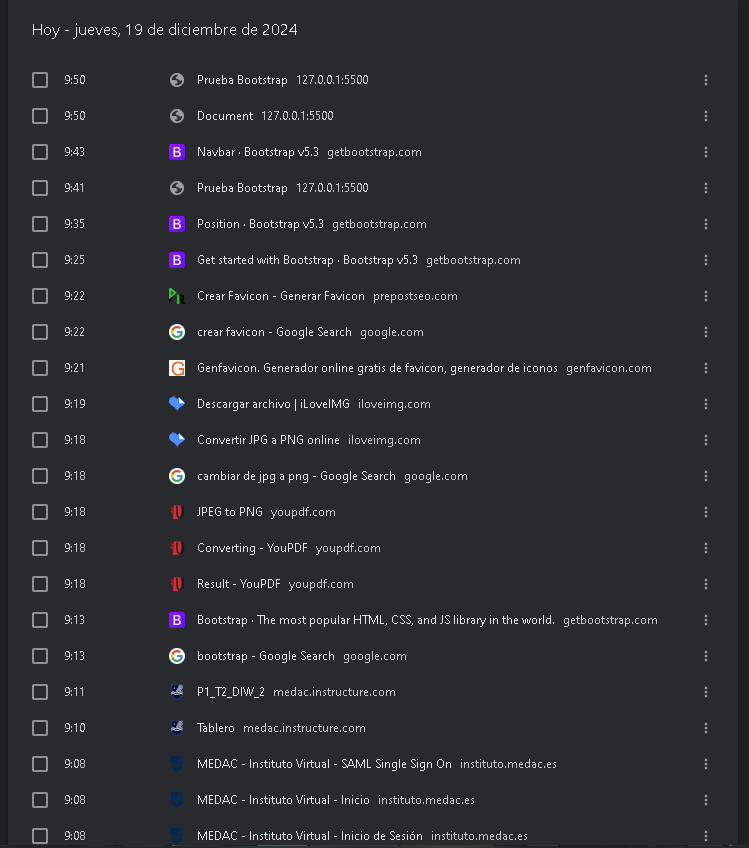 Hoy - jueves, 19 de diciembre de 2024
9:50 Prueba Bootstrap 127.0.0.1:5500
9:50 Document 127.0.0.1:5500
9:43 Navbar · Bootstrap v5.3 getbootstrap.com
9:41 Prueba Bootstrap 127.0.0.1:5500
9:35 Position · Bootstrap v5.3 getbootstrap.com
9:25 Get started with Bootstrap · Bootstrap v5.3 getbootstrap.com
9:22 Crear Favicon - Generar Favicon prepostseo.com
9:22 crear favicon - Google Search google.com
9:21 Genfavicon. Generador online gratis de favicon, generador de iconos genfavicon.com
9:19 Descargar archivo | iLoveIMG iloveimg.com
9:18 Convertir JPG a PNG online iloveimg.com
9:18 cambiar de jpg a png - Google Search google.com
9:18 JPEG to PNG youpdf.com
9:18 Converting - YouPDF youpdf.com
9:18 Result - YouPDF youpdf.com
9:13 Bootstrap · The most popular HTML, CSS, and JS library in the world. getbootstrap.com
9:13 bootstrap - Google Search google.com
9:11 P1_T2_DIW_2 medac.instructure.com
9:10 Tablero medac.instructure.com
9:08 MEDAC - Instituto Virtual - SAML Single Sign On instituto.medac.es
9:08 MEDAC - Instituto Virtual - Inicio instituto.medac.es
9:08 MEDAC - Instituto Virtual - Inicio de Sesión instituto.medac.es